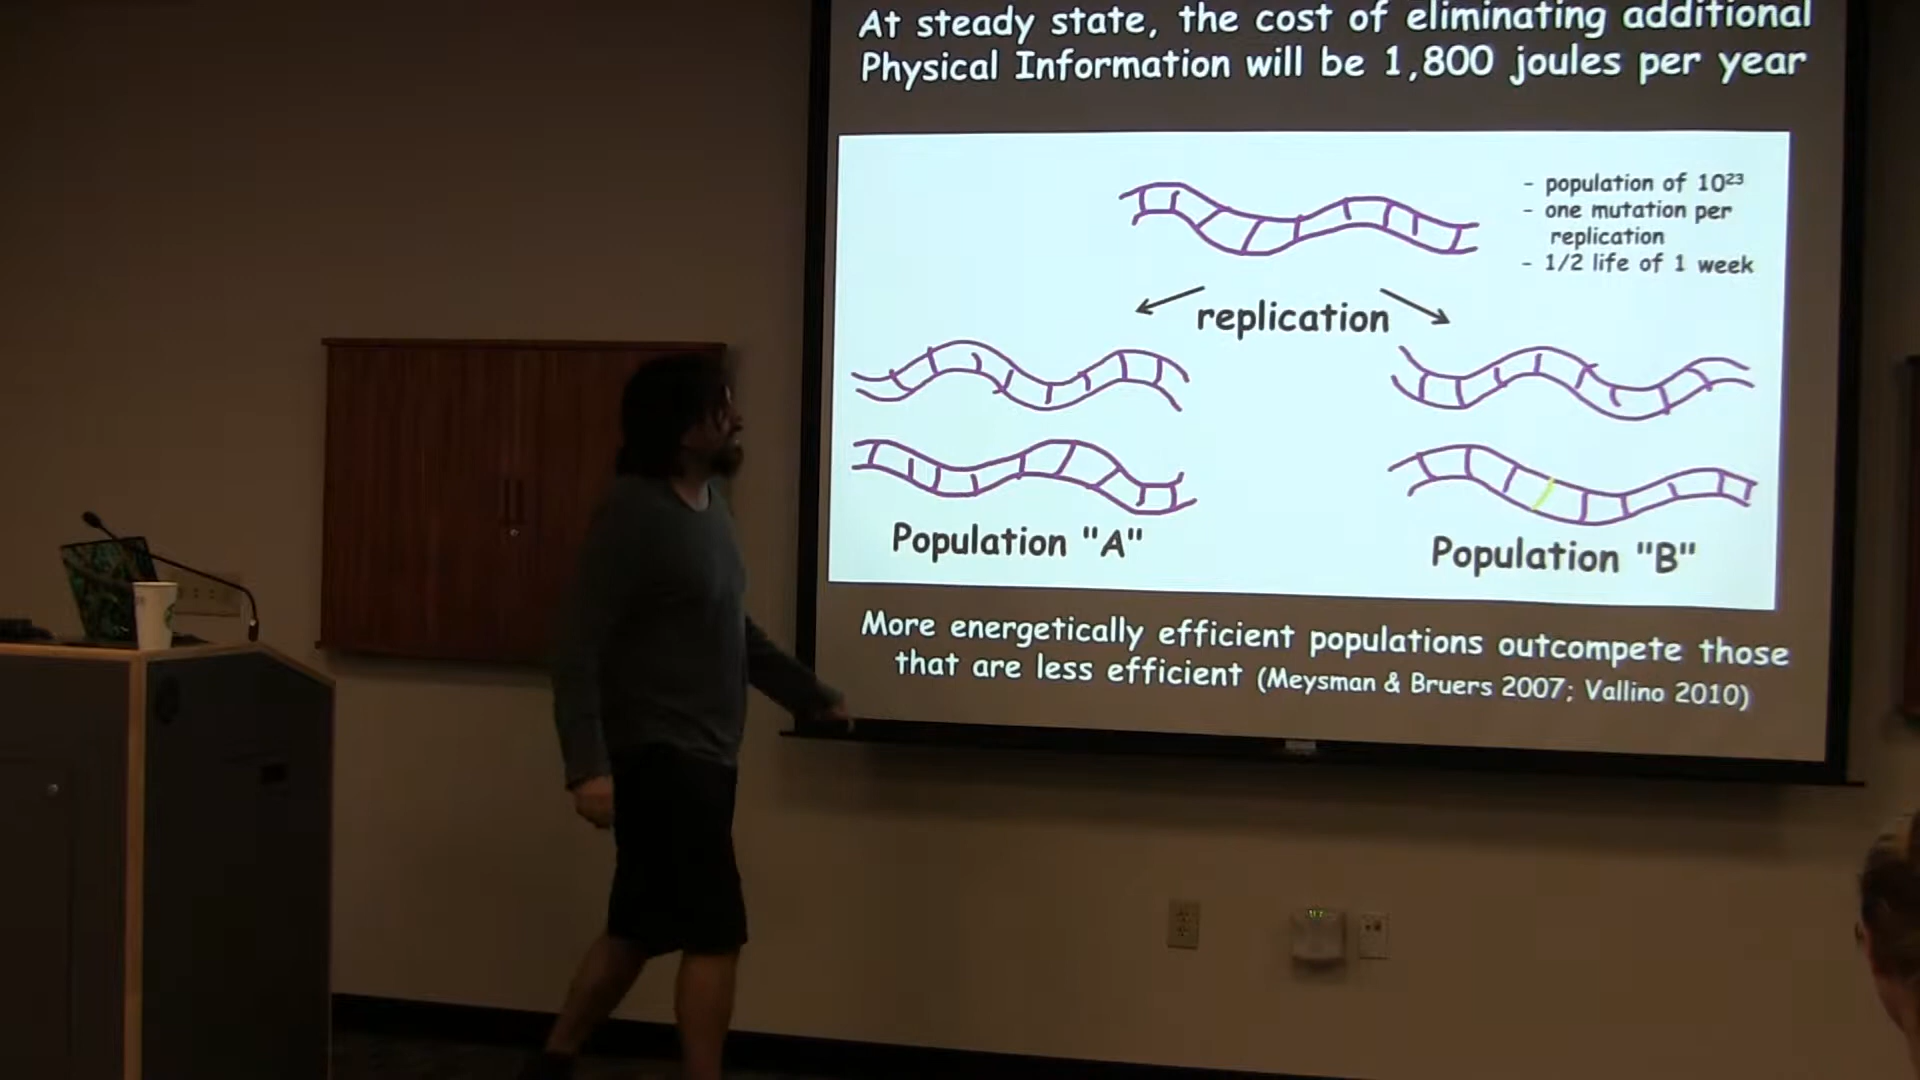 At steady state, the cost of eliminating additional
Physical Information will be 1,800 joules per year
- population of 10²³
- one mutation per
replication
- 1/2 life of 1 week
replication
Population "A"
Population "B"
More energetically efficient populations outcompete those
that are less efficient (Meysman & Bruers 2007; Vallino 2010)